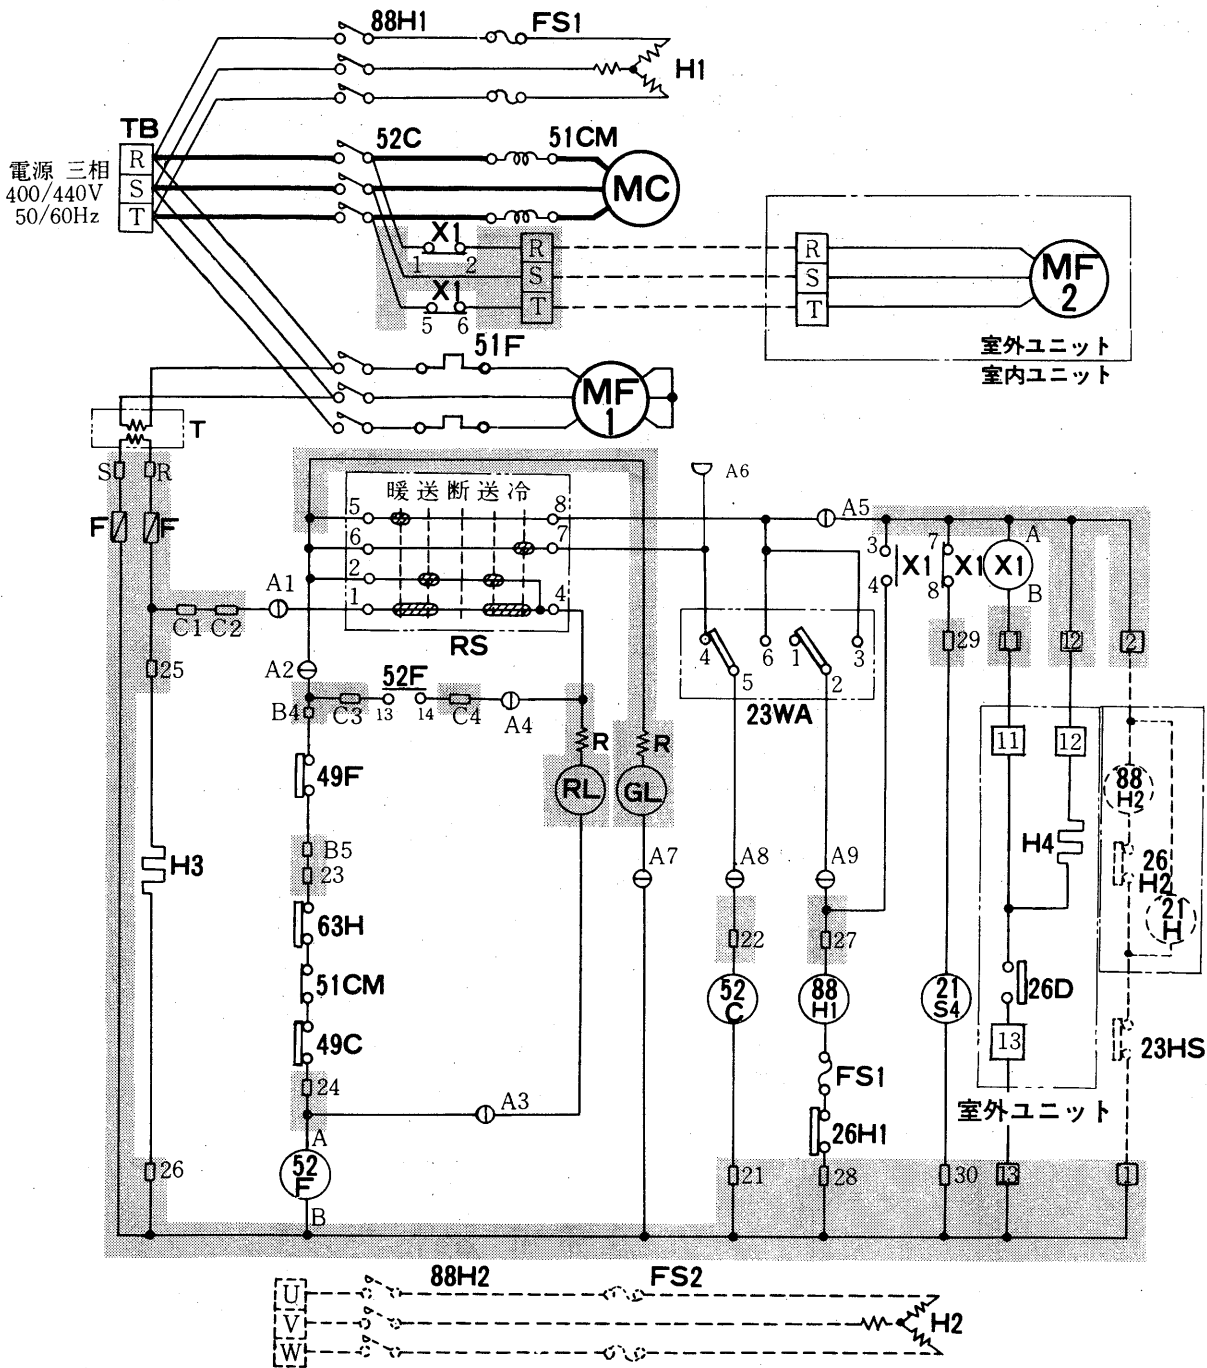 88H1 FS1
H1
TB 52C 51CM
R
電源 三相
400/440V S MC
50/60Hz T
X1
1 2 R R
S S MF 2
X1
5 6 T T
室外ユニット
室内ユニット
51F
MF 1
T
S R
F F
暖 送 断 送 冷
5 8
6 7
2
1 4
RS
A6
A5
A
3 7
X1 X1 X1
4 8
B
A1
C1 C2
25
A2
52F
B4 C3 13 14 C4 A4
4 6 1 3
5 2
23WA
29 11 12 2
R R
RL GL
49F
11 12
88 H2
B5
23
H3
H4
26 H2
21 H
A7 A8 A9
63H
22 27
51CM
52 C 88 H1 21 S4 26D
49C
13 23HS
24
FS1
A3
室外ユニット
A
26H1
52 F
26 21 28 30 13 1
B
88H2 FS2
U
V H2
W